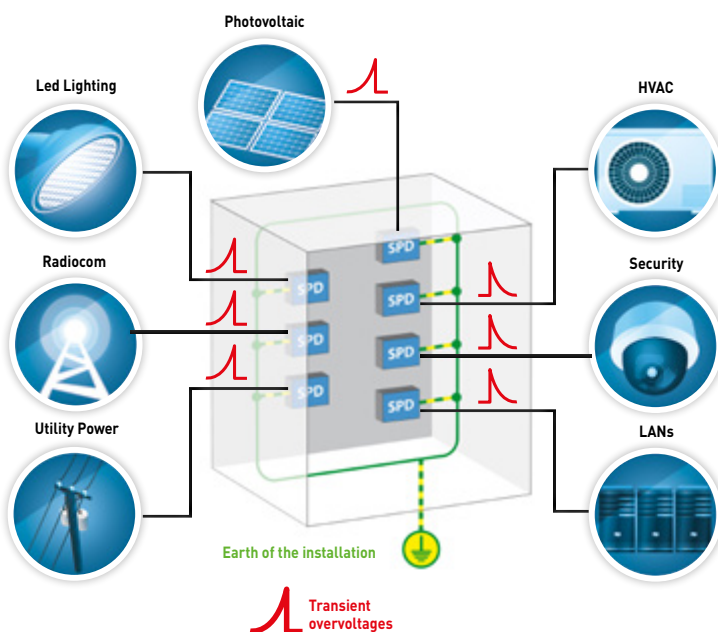 Photovoltaic
Led Lighting
HVAC
Radiocom
Security
Utility Power
LANs
SPD
SPD
SPD
SPD
SPD
SPD
SPD
Earth of the installation
Transient
overvoltages